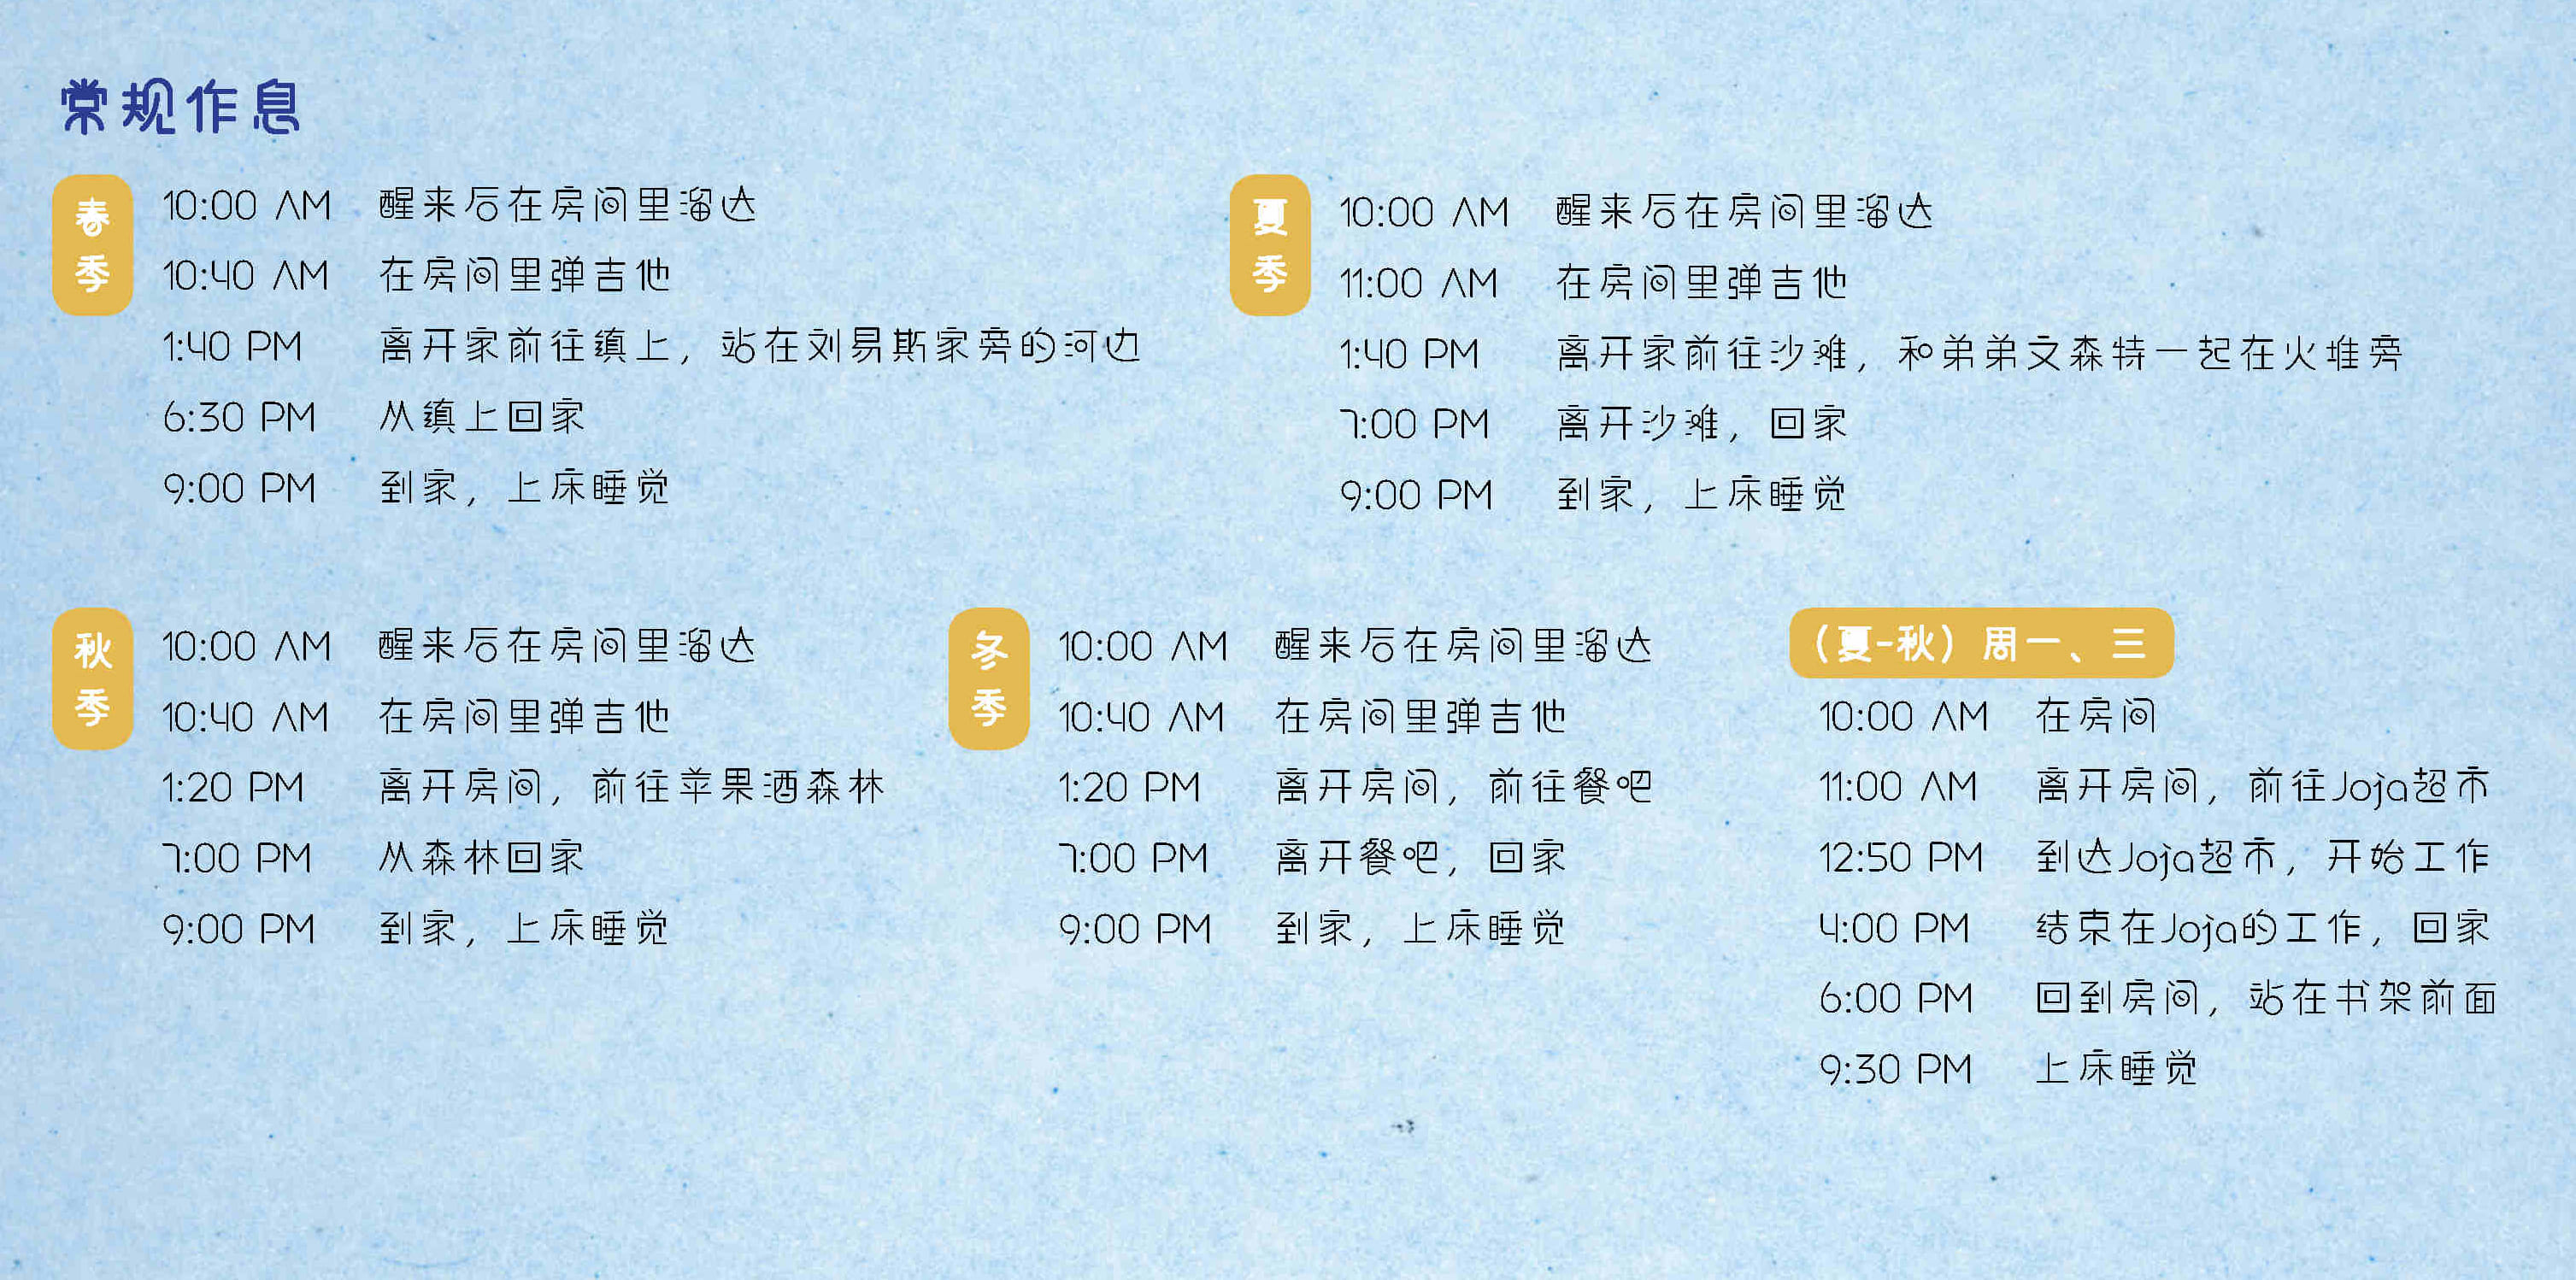 常规作息
春季
10:00 AM 醒来后在房间里溜达
10:40 AM 在房间里弹吉他
1:40 PM 离开家前往镇上，站在刘易斯家旁的河边
6:30 PM 从镇上回家
9:00 PM 到家，上床睡觉
夏季
10:00 AM 醒来后在房间里溜达
11:00 AM 在房间里弹吉他
1:40 PM 离开家前往沙滩，和弟弟文森特一起在火堆旁
7:00 PM 离开沙滩，回家
9:00 PM 到家，上床睡觉
秋季
10:00 AM 醒来后在房间里溜达
10:40 AM 在房间里弹吉他
1:20 PM 离开房间，前往苹果酒森林
7:00 PM 从森林回家
9:00 PM 到家，上床睡觉
冬季
10:00 AM 醒来后在房间里溜达
10:40 AM 在房间里弹吉他
1:20 PM 离开房间，前往餐吧
7:00 PM 离开餐吧，回家
9:00 PM 到家，上床睡觉
（夏-秋）周一、三
10:00 AM 在房间
11:00 AM 离开房间，前往Joja超市
12:50 PM 到达Joja超市，开始工作
4:00 PM 结束在Joja的工作，回家
6:00 PM 回到房间，站在书架前面
9:30 PM 上床睡觉